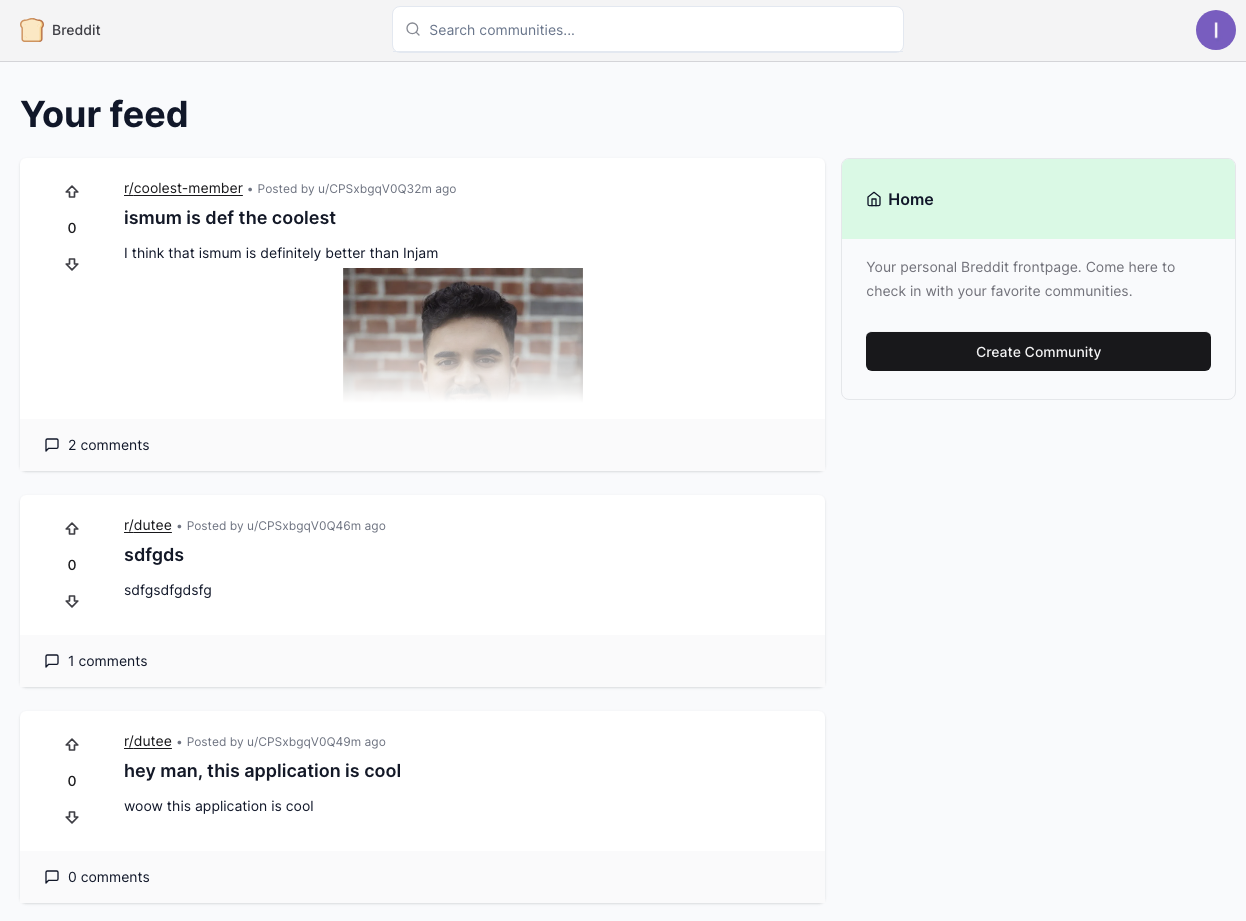 Breddit
Search communities...
I
Your feed
r/coolest-member • Posted by u/CPSxbgqV0Q32m ago
0
ismum is def the coolest
I think that ismum is definitely better than Injam
2 comments
Home
Your personal Breddit frontpage. Come here to
check in with your favorite communities.
Create Community
r/dutee • Posted by u/CPSxbgqV0Q46m ago
0
sdfgds
sdfgsdfgdsfg
1 comments
r/dutee • Posted by u/CPSxbgqV0Q49m ago
0
hey man, this application is cool
woow this application is cool
0 comments